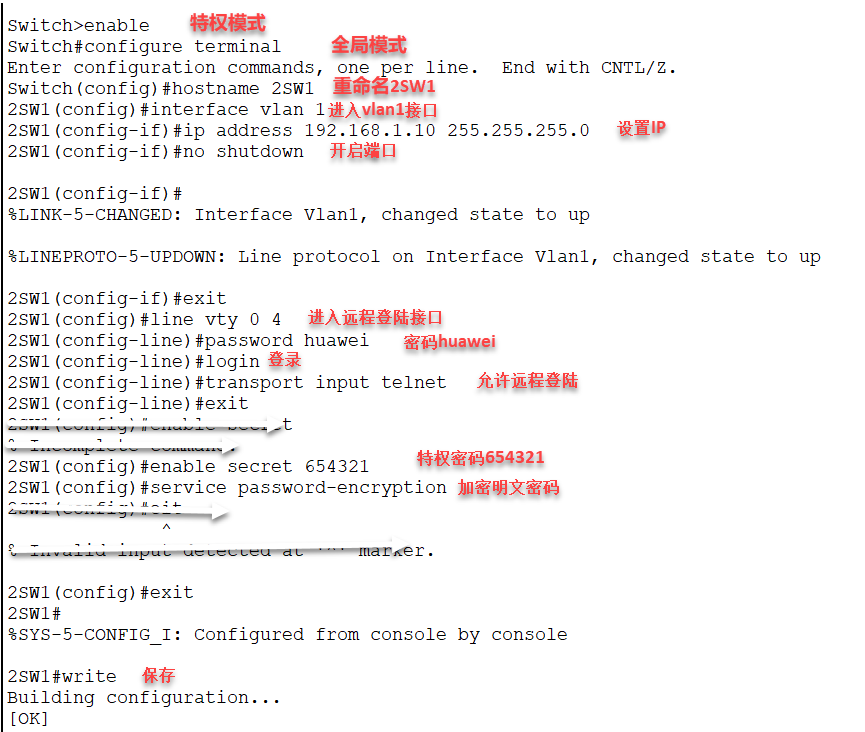 Switch>enable 特权模式
Switch#configure terminal 全局模式
Enter configuration commands, one per line.  End with CNTL/Z.
Switch(config)#hostname 2SW1 重命名2SW1
2SW1(config)#interface vlan 1 进入vlan1接口
2SW1(config-if)#ip address 192.168.1.10 255.255.255.0 设置IP
2SW1(config-if)#no shutdown 开启端口
2SW1(config-if)#
%LINK-5-CHANGED: Interface Vlan1, changed state to up
%LINEPROTO-5-UPDOWN: Line protocol on Interface Vlan1, changed state to up
2SW1(config-if)#exit
2SW1(config)#line vty 0 4 进入远程登陆接口
2SW1(config-line)#password huawei 密码huawei
2SW1(config-line)#login 登录
2SW1(config-line)#transport input telnet 允许远程登陆
2SW1(config-line)#exit
2SW1(config)#enable secret
% Incomplete command.
2SW1(config)#enable secret 654321 特权密码654321
2SW1(config)#service password-encryption 加密明文密码
2SW1(config)#eit
^
% Invalid input detected at '^' marker.
2SW1(config)#exit
2SW1#
%SYS-5-CONFIG_I: Configured from console by console
2SW1#write 保存
Building configuration...
[OK]